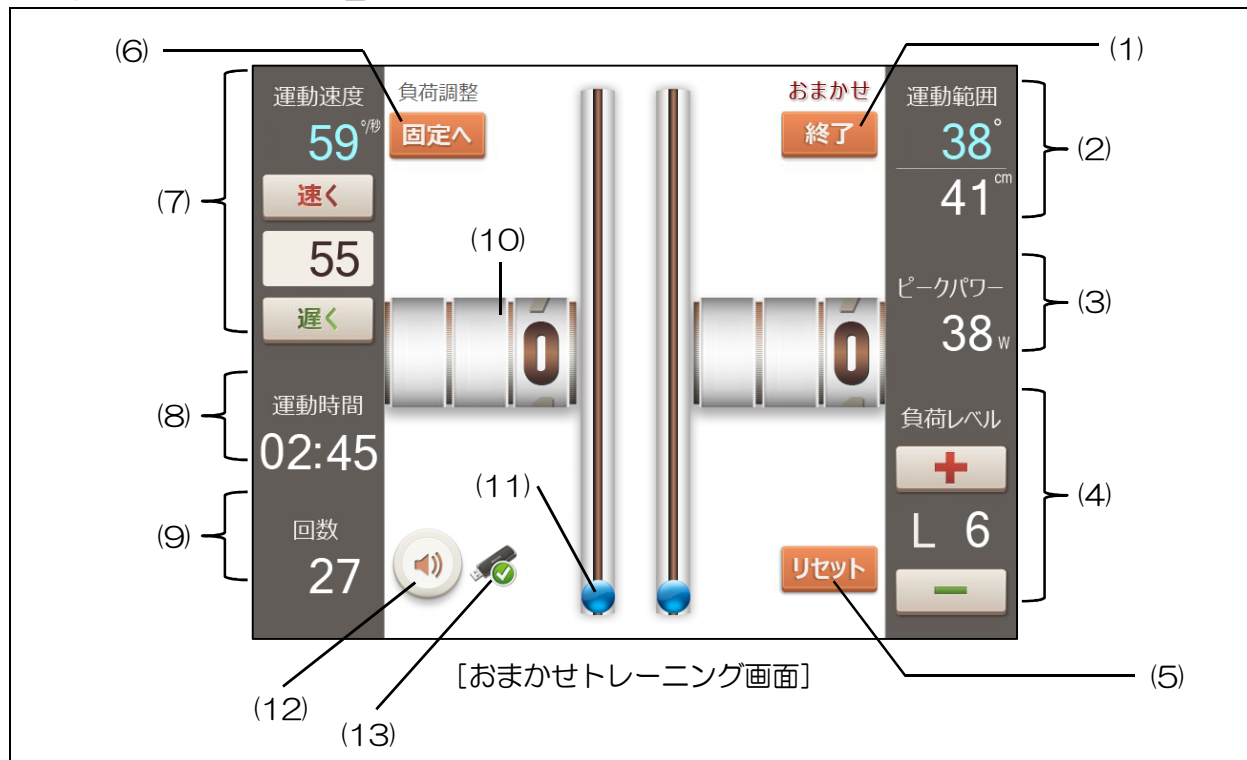 (6)
(1)
運動速度
59°/秒
速く
55
遅く
負荷調整
固定へ
おまかせ
終了
運動範囲
38°
41cm
(2)
(7)
(10)
ピークパワー
38W
(3)
(8)
運動時間
02:45
負荷レベル
+
L 6
−
(4)
(11)
(9)
回数
27
リセット
[おまかせトレーニング画面]
(5)
(12)
(13)